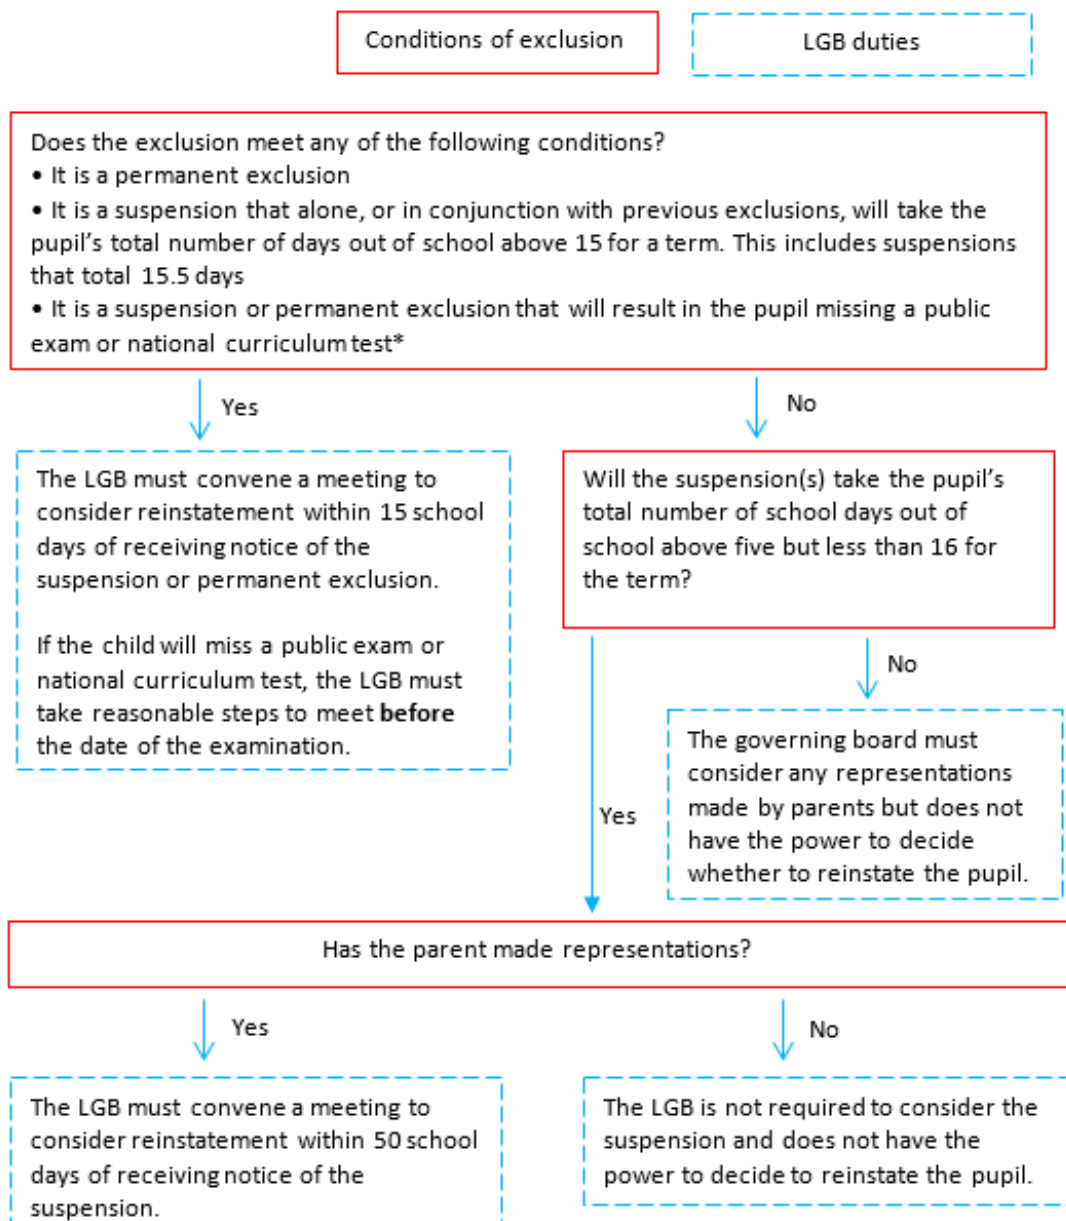 Conditions of exclusion
LGB duties
Does the exclusion meet any of the following conditions?
• It is a permanent exclusion
• It is a suspension that alone, or in conjunction with previous exclusions, will take the
pupil's total number of days out of school above 15 for a term. This includes suspensions
that total 15.5 days
• It is a suspension or permanent exclusion that will result in the pupil missing a public
exam or national curriculum test*
Yes
No
The LGB must convene a meeting to
consider reinstatement within 15 school
days of receiving notice of the
suspension or permanent exclusion.
If the child will miss a public exam or
national curriculum test, the LGB must
take reasonable steps to meet before
the date of the examination.
Will the suspension(s) take the pupil's
total number of school days out of
school above five but less than 16 for
the term?
No
The governing board must
consider any representations
made by parents but does not
have the power to decide
whether to reinstate the pupil.
Yes
Has the parent made representations?
Yes
No
The LGB must convene a meeting to
consider reinstatement within 50 school
days of receiving notice of the
suspension.
The LGB is not required to consider the
suspension and does not have the
power to decide to reinstate the pupil.